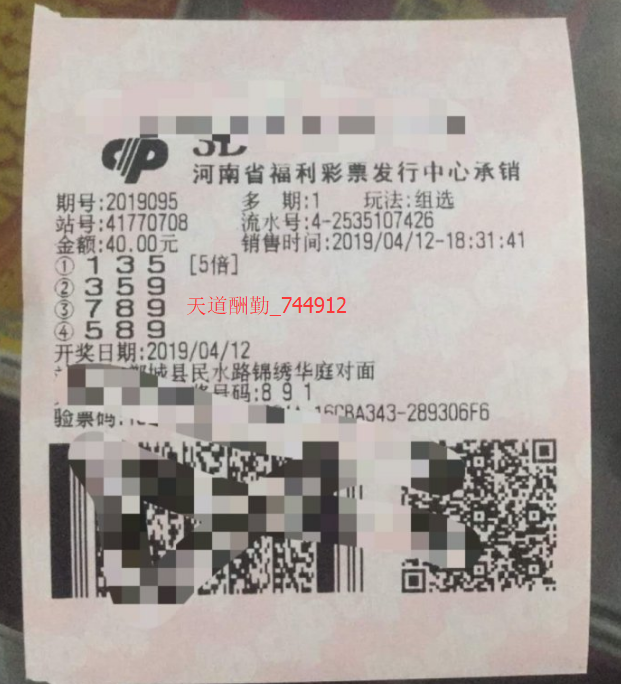 3D
河南省福利彩票发行中心承销
期号:2019095 多 期:1 玩法:组选
站号:41770708 流水号:4-2535107426
金额:40.00元 销售时间:2019/04/12-18:31:41
① 1 3 5 [5倍]
② 3 5 9
③ 7 8 9 天道酬勤_744912
④ 5 8 9
开奖日期:2019/04/12
郸城县民水路锦绣华庭对面
号码:8 9 1
验票码: 16CBA343-289306F6